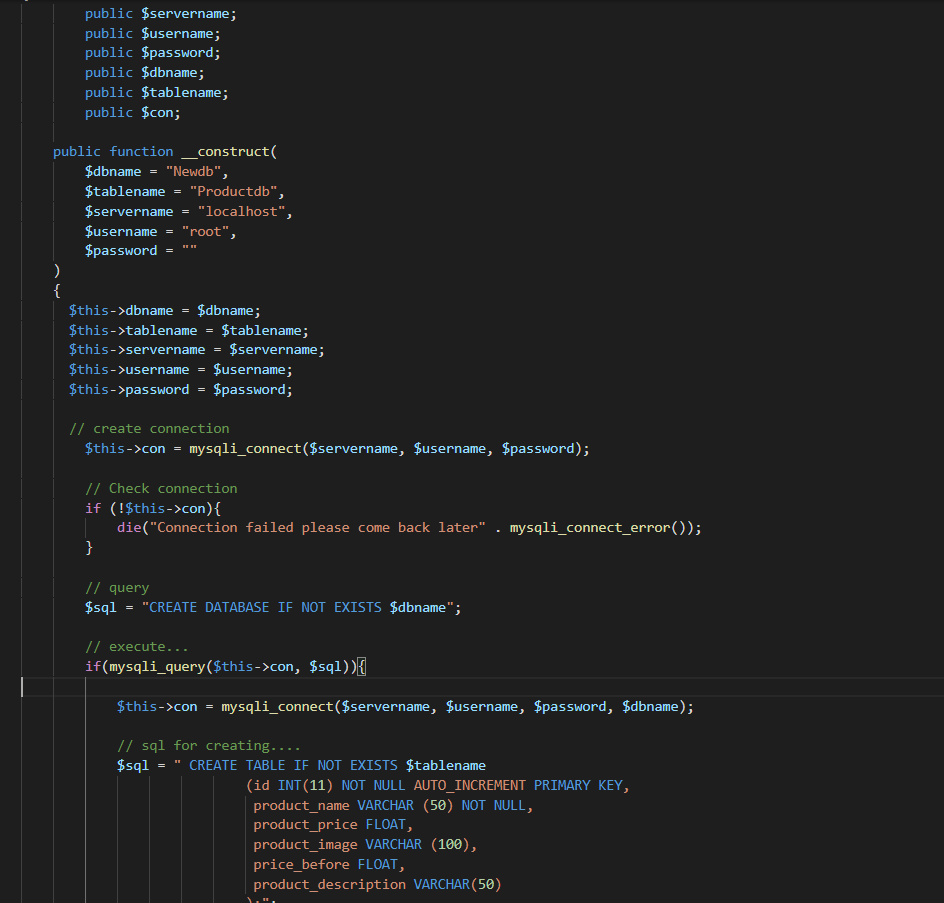 public $servername;
public $username;
public $password;
public $dbname;
public $tablename;
public $con;
public function __construct(
$dbname = "Newdb",
$tablename = "Productdb",
$servername = "localhost",
$username = "root",
$password = ""
)
{
$this->dbname = $dbname;
$this->tablename = $tablename;
$this->servername = $servername;
$this->username = $username;
$this->password = $password;
// create connection
$this->con = mysqli_connect($servername, $username, $password);
// Check connection
if (!$this->con){
die("Connection failed please come back later" . mysqli_connect_error());
}
// query
$sql = "CREATE DATABASE IF NOT EXISTS $dbname";
// execute...
if(mysqli_query($this->con, $sql)){
$this->con = mysqli_connect($servername, $username, $password, $dbname);
// sql for creating....
$sql = " CREATE TABLE IF NOT EXISTS $tablename
(id INT(11) NOT NULL AUTO_INCREMENT PRIMARY KEY,
product_name VARCHAR (50) NOT NULL,
product_price FLOAT,
product_image VARCHAR (100),
price_before FLOAT,
product_description VARCHAR(50)
);";